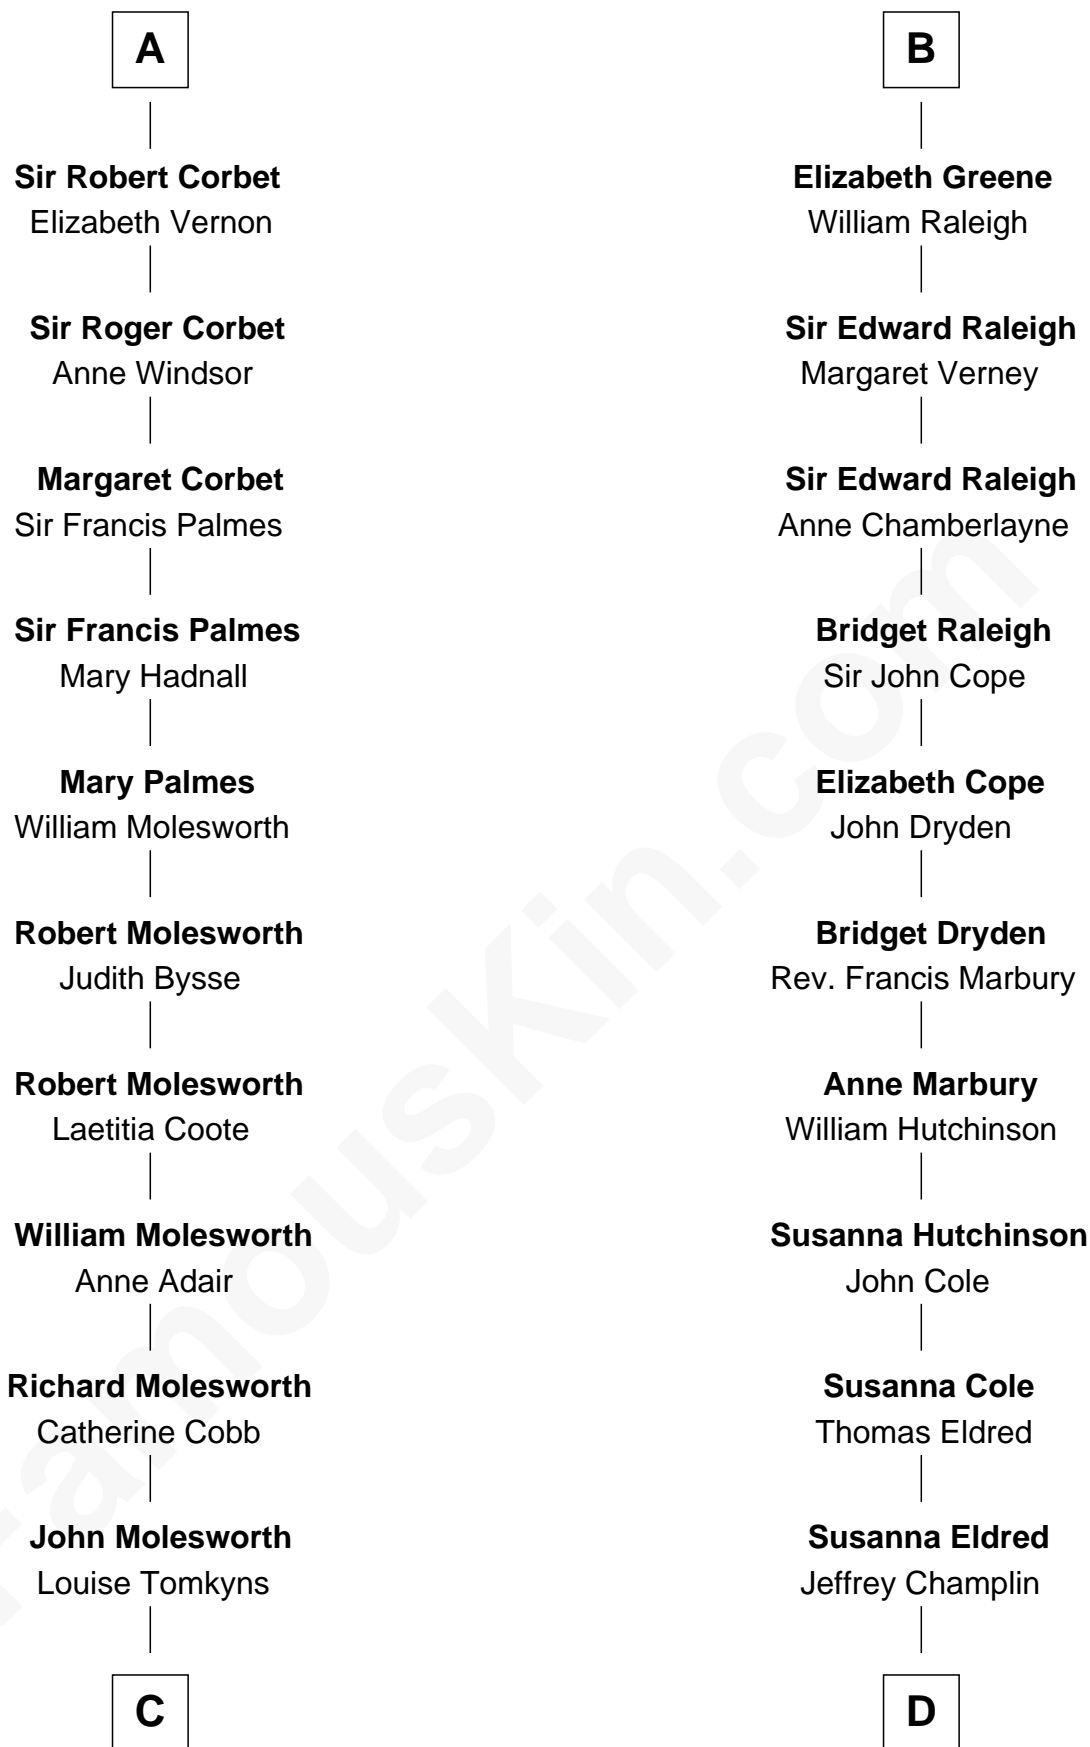 A
Sir Robert Corbet
Elizabeth Vernon
Sir Roger Corbet
Anne Windsor
Margaret Corbet
Sir Francis Palmes
Sir Francis Palmes
Mary Hadnall
Mary Palmes
William Molesworth
Robert Molesworth
Judith Bysse
Robert Molesworth
Laetitia Coote
William Molesworth
Anne Adair
Richard Molesworth
Catherine Cobb
John Molesworth
Louise Tomkyns
C
B
Elizabeth Greene
William Raleigh
Sir Edward Raleigh
Margaret Verney
Sir Edward Raleigh
Anne Chamberlayne
Bridget Raleigh
Sir John Cope
Elizabeth Cope
John Dryden
Bridget Dryden
Rev. Francis Marbury
Anne Marbury
William Hutchinson
Susanna Hutchinson
John Cole
Susanna Cole
Thomas Eldred
Susanna Eldred
Jeffrey Champlin
D
FamousKin.com